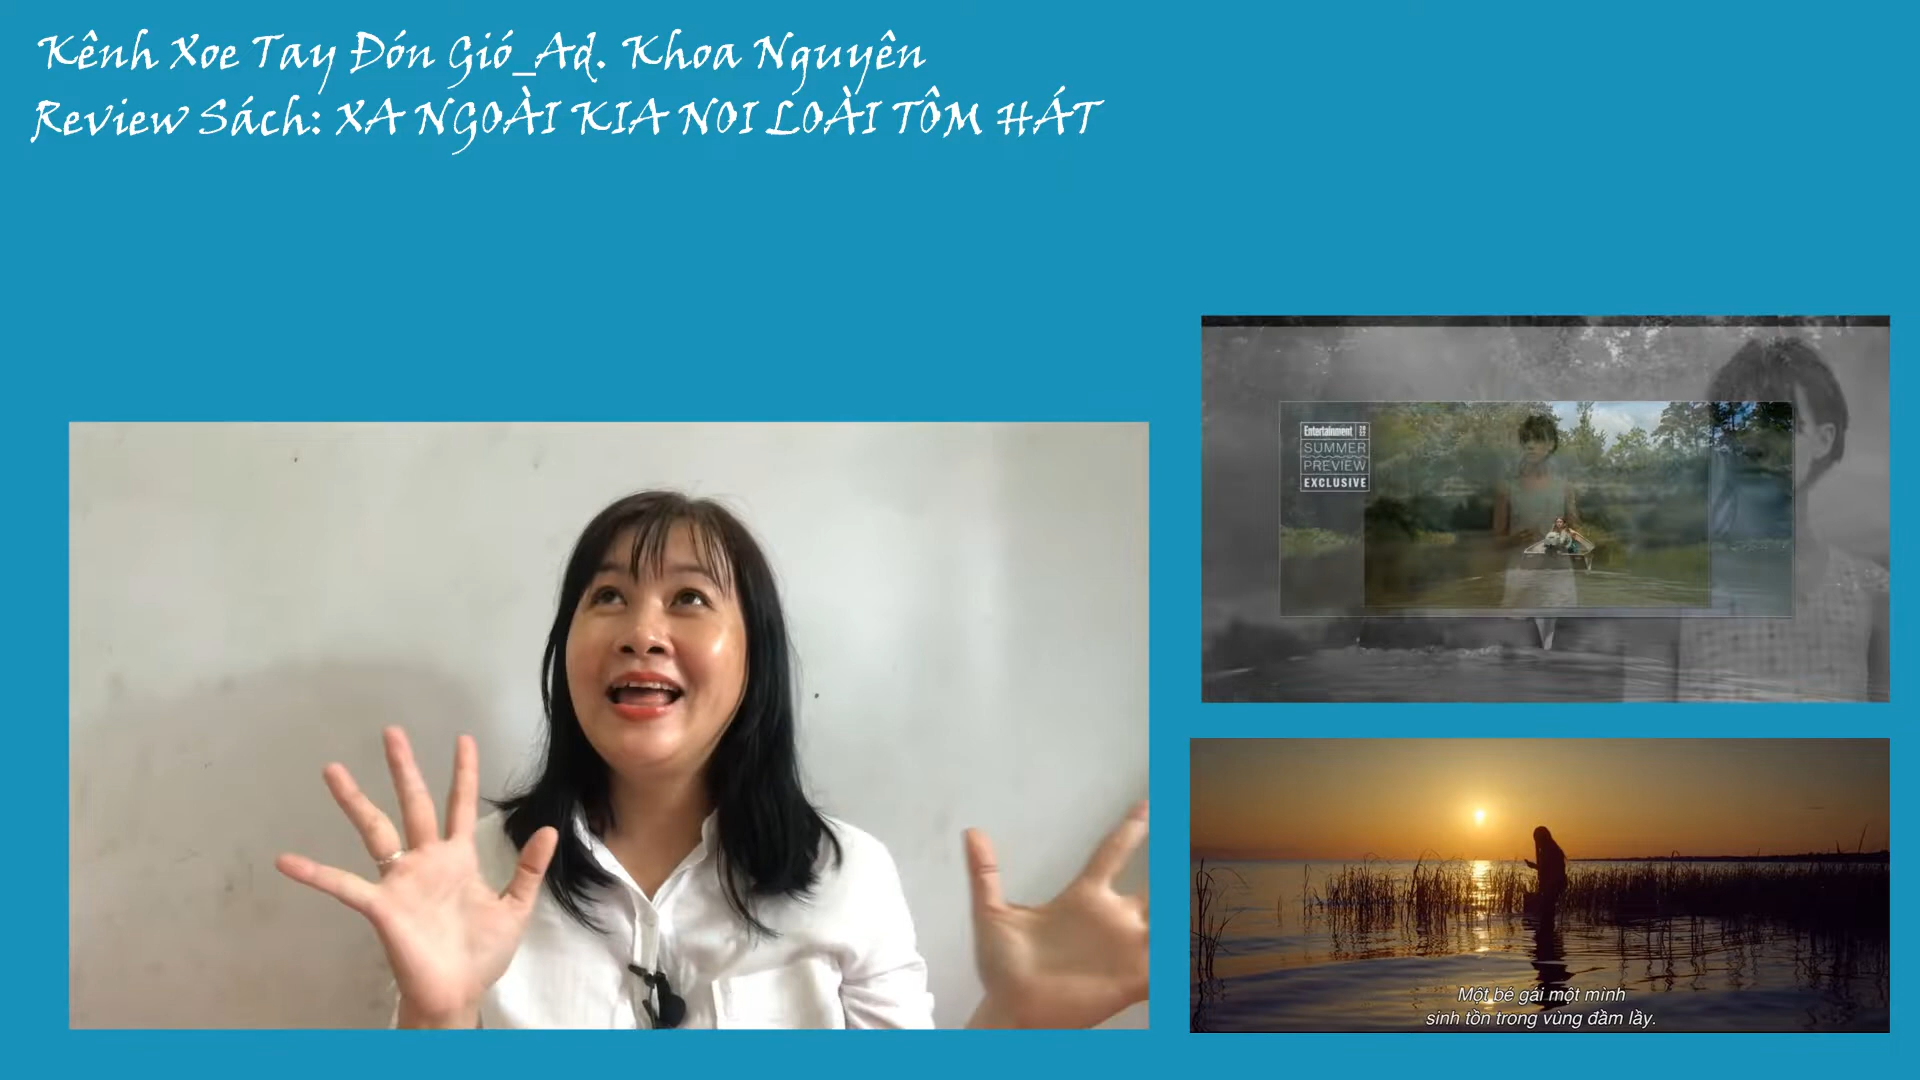 Kênh Xoe Tay Đón Gió_Ad. Khoa Nguyên
Review Sách: XA NGOÀI KIA NOI LOÀI TÔM HÁT
Entertainment
SUMMER
PREVIEW
EXCLUSIVE
Một bé gái một mình
sinh tồn trong vùng đầm lầy.